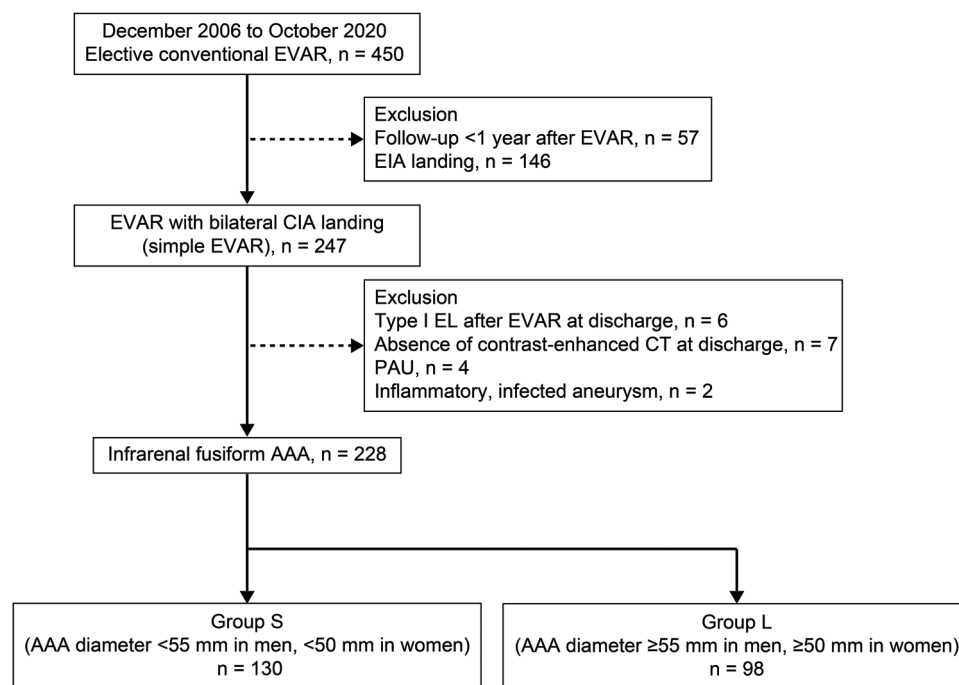 December 2006 to October 2020
Elective conventional EVAR, n = 450
Exclusion
Follow-up <1 year after EVAR, n = 57
EIA landing, n = 146
EVAR with bilateral CIA landing
(simple EVAR), n = 247
Exclusion
Type I EL after EVAR at discharge, n = 6
Absence of contrast-enhanced CT at discharge, n = 7
PAU, n = 4
Inflammatory, infected aneurysm, n = 2
Infrarenal fusiform AAA, n = 228
Group S
(AAA diameter <55 mm in men, <50 mm in women)
n = 130
Group L
(AAA diameter ≥55 mm in men, ≥50 mm in women)
n = 98